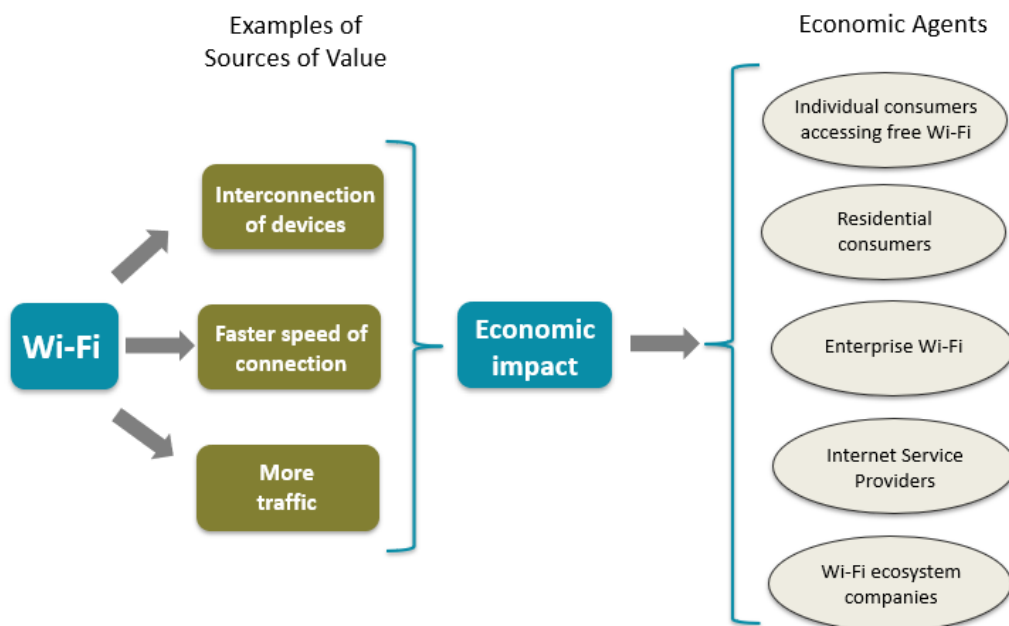 Examples of
Sources of Value
Economic Agents
Wi-Fi
Interconnection
of devices
Faster speed of
connection
More
traffic
Economic
impact
Individual consumers
accessing free Wi-Fi
Residential
consumers
Enterprise Wi-Fi
Internet Service
Providers
Wi-Fi ecosystem
companies